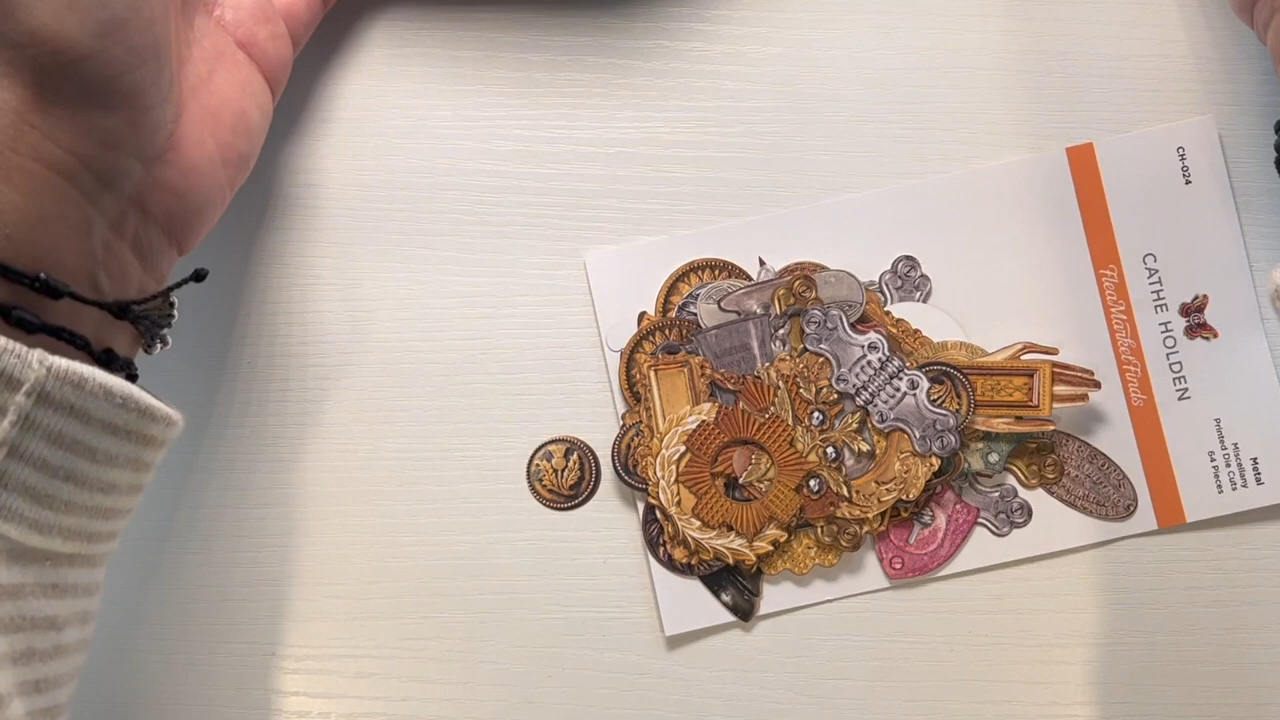 CH-024
CATHE HOLDEN
FleaMarketFinds
Metal
Miscellany
Printed Die Cuts
64 Pieces